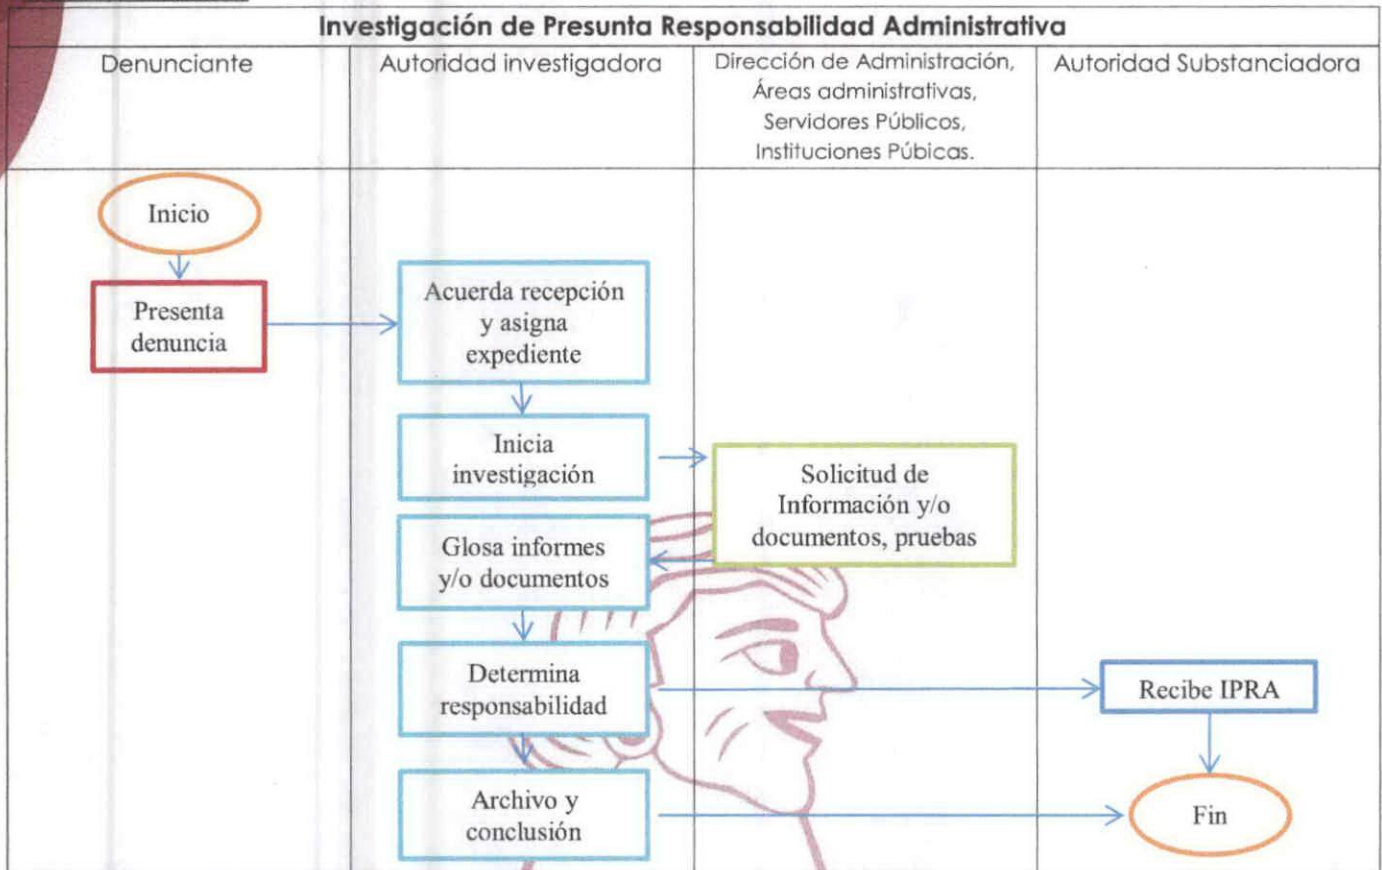 Investigación de Presunta Responsabilidad Administrativa
Denunciante
Autoridad investigadora
Dirección de Administración,
Áreas administrativas,
Servidores Públicos,
Instituciones Púbicas.
Autoridad Substanciadora
Inicio
Presenta
denuncia
Acuerda recepción
y asigna
expediente
Inicia
investigación
Solicitud de
Información y/o
documentos, pruebas
Glosa informes
y/o documentos
Determina
responsabilidad
Recibe IPRA
Archivo y
conclusión
Fin